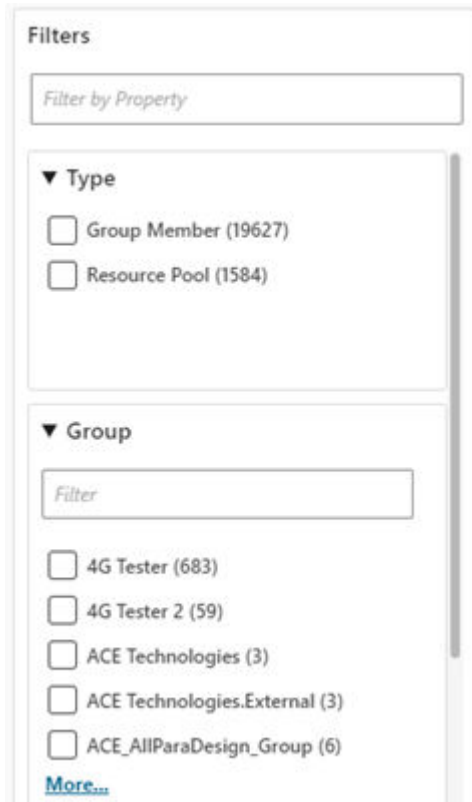 Filters
Filter by Property
▼ Type
Group Member (19627)
Resource Pool (1584)
▼ Group
Filter
4G Tester (683)
4G Tester 2 (59)
ACE Technologies (3)
ACE Technologies.External (3)
ACE_AllParaDesign_Group (6)
More...